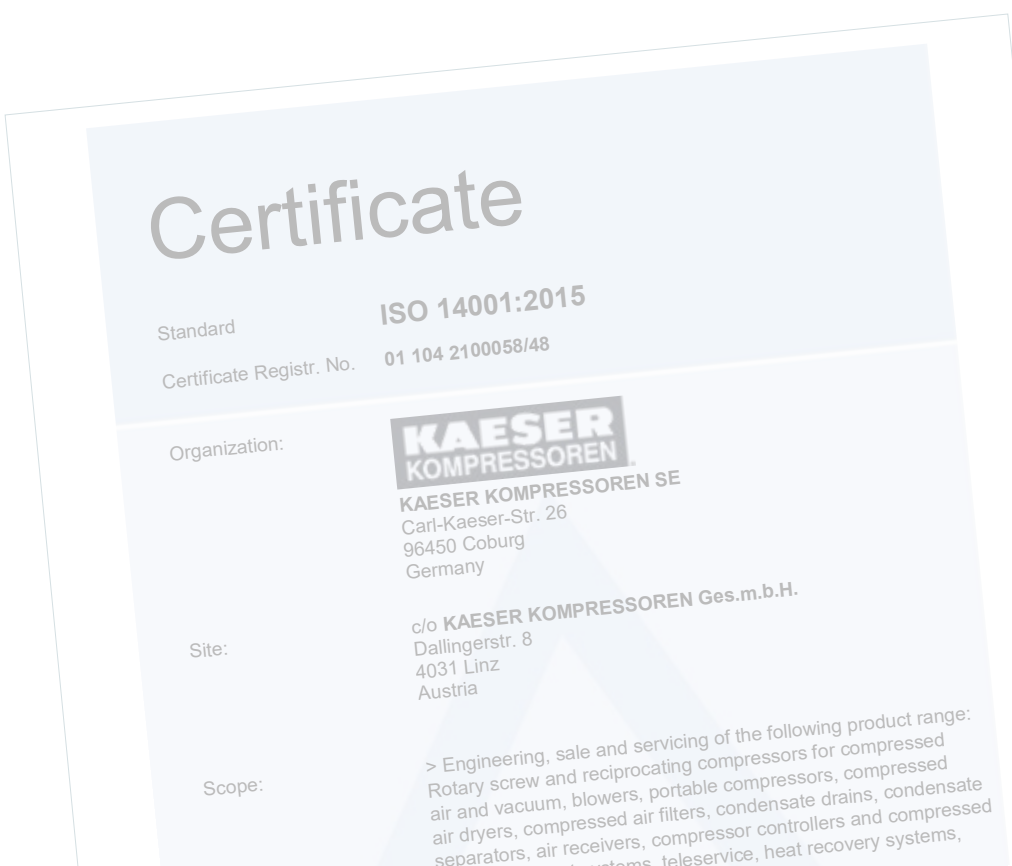 Certificate
Standard ISO 14001:2015
Certificate Registr. No. 01 104 2100058/48
Organization:
KAESER
KOMPRESSOREN
KAESER KOMPRESSOREN SE
Carl-Kaeser-Str. 26
96450 Coburg
Germany
Site: c/o KAESER KOMPRESSOREN Ges.m.b.H.
Dallingerstr. 8
4031 Linz
Austria
Scope: > Engineering, sale and servicing of the following product range:
Rotary screw and reciprocating compressors for compressed
air and vacuum, blowers, portable compressors, compressed
air dryers, compressed air filters, condensate drains, condensate
separators, air receivers, compressor controllers and compressed
teleservice, heat recovery systems,